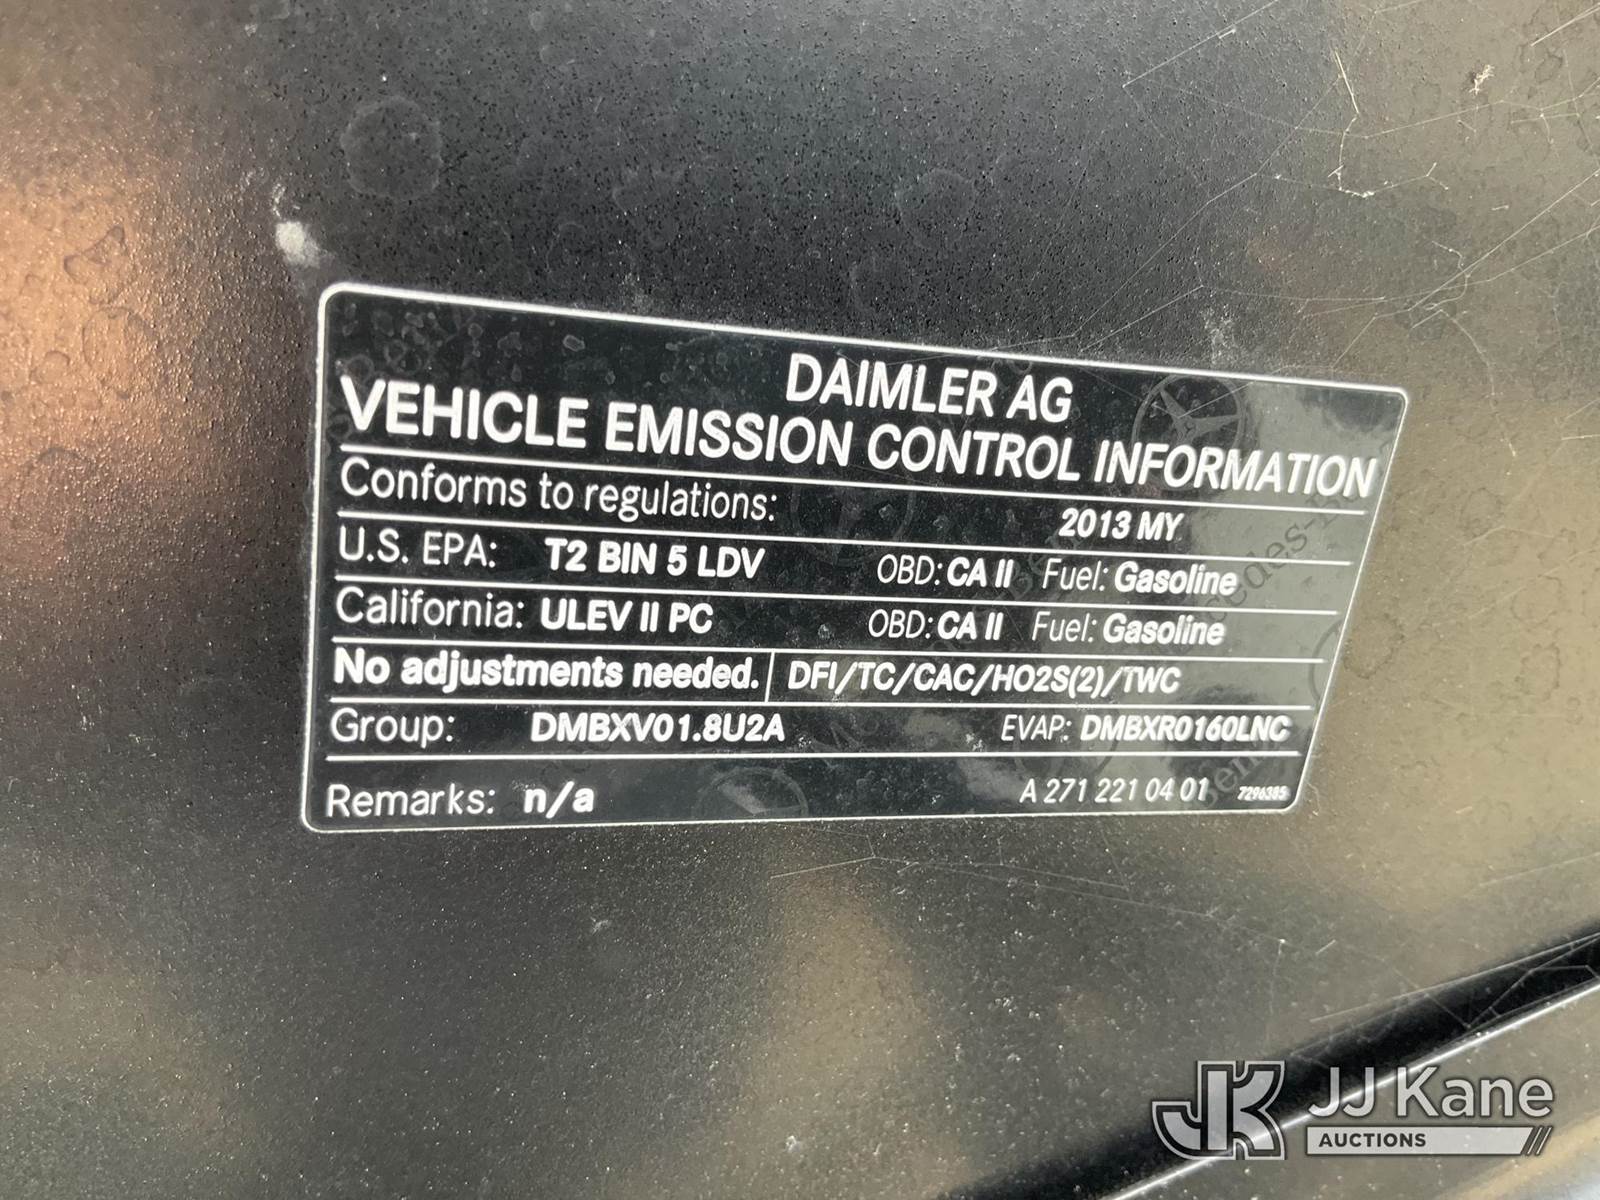 DAIMLER AG
VEHICLE EMISSION CONTROL INFORMATION
Conforms to regulations: 2013 MY
U.S. EPA: T2 BIN 5 LDV OBD: CA II Fuel: Gasoline
California: ULEV II PC OBD: CA II Fuel: Gasoline
No adjustments needed. DFI/TC/CAC/HO2S(2)/TWC
Group: DMBXV01.8U2A EVAP: DMBXR0160LNC
Remarks: n/a A 271 221 04 01 7296385
JK JJ Kane
AUCTIONS